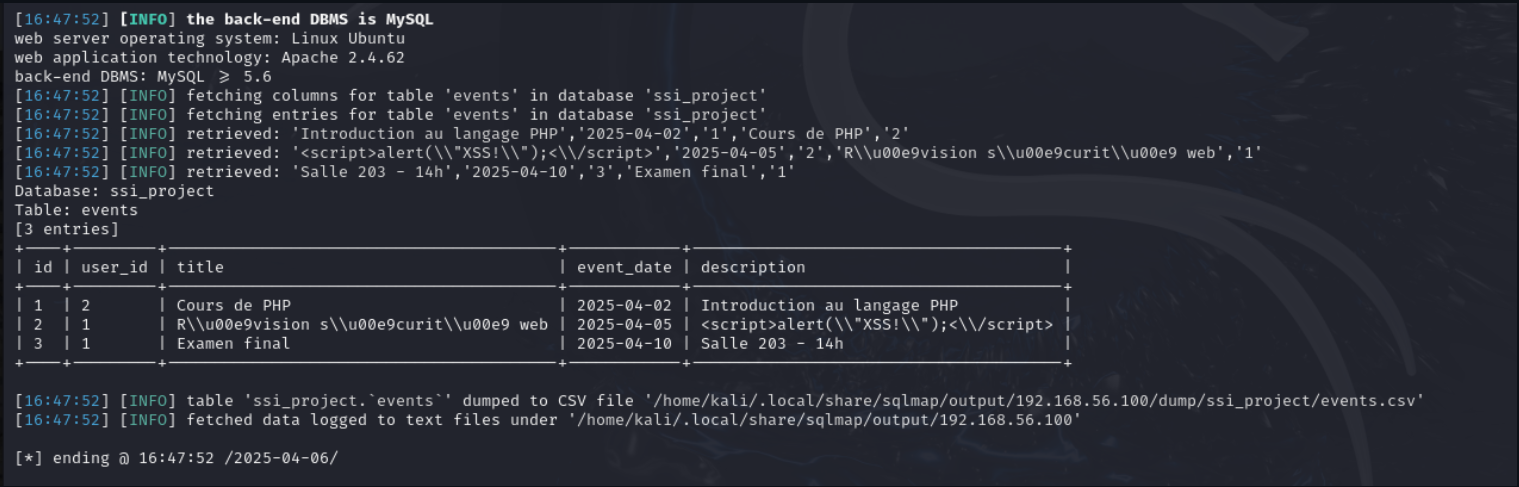 [16:47:52] [INFO] the back-end DBMS is MySQL
web server operating system: Linux Ubuntu
web application technology: Apache 2.4.62
back-end DBMS: MySQL ≥ 5.6
[16:47:52] [INFO] fetching columns for table 'events' in database 'ssi_project'
[16:47:52] [INFO] fetching entries for table 'events' in database 'ssi_project'
[16:47:52] [INFO] retrieved: 'Introduction au langage PHP','2025-04-02','1','Cours de PHP','2'
[16:47:52] [INFO] retrieved: '<script>alert(\\"XSS!\\");<\\/script>','2025-04-05','2','R\\u00e9vision s\\u00e9curit\\u00e9 web','1'
[16:47:52] [INFO] retrieved: 'Salle 203 - 14h','2025-04-10','3','Examen final','1'
Database: ssi_project
Table: events
[3 entries]
+----+---------+----------------------------------------+------------+---------------------------------------+
| id | user_id | title | event_date | description |
+----+---------+----------------------------------------+------------+---------------------------------------+
| 1 | 2 | Cours de PHP | 2025-04-02 | Introduction au langage PHP |
| 2 | 1 | R\\u00e9vision s\\u00e9curit\\u00e9 web | 2025-04-05 | <script>alert(\\"XSS!\\");<\\/script> |
| 3 | 1 | Examen final | 2025-04-10 | Salle 203 - 14h |
+----+---------+----------------------------------------+------------+---------------------------------------+
[16:47:52] [INFO] table 'ssi_project.`events`' dumped to CSV file '/home/kali/.local/share/sqlmap/output/192.168.56.100/dump/ssi_project/events.csv'
[16:47:52] [INFO] fetched data logged to text files under '/home/kali/.local/share/sqlmap/output/192.168.56.100'
[*] ending @ 16:47:52 /2025-04-06/